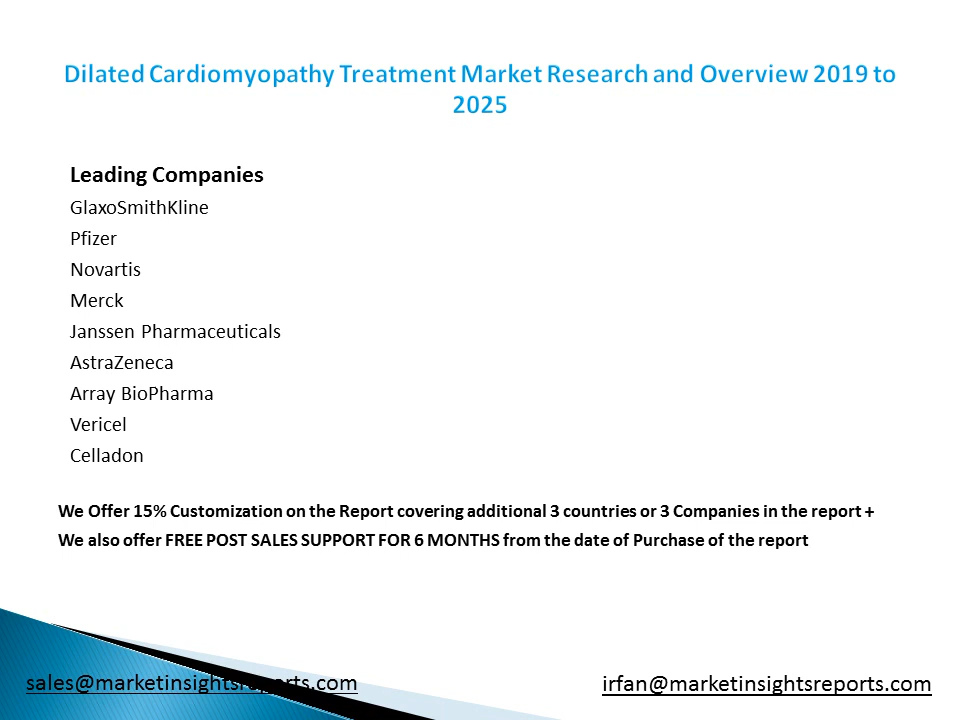 Dilated Cardiomyopathy Treatment Market Research and Overview 2019 to
2025
Leading Companies
GlaxoSmithKline
Pfizer
Novartis
Merck
Janssen Pharmaceuticals
AstraZeneca
Array BioPharma
Vericel
Celladon
We Offer 15% Customization on the Report covering additional 3 countries or 3 Companies in the report +
We also offer FREE POST SALES SUPPORT FOR 6 MONTHS from the date of Purchase of the report
sales@marketinsightsreports.com
irfan@marketinsightsreports.com